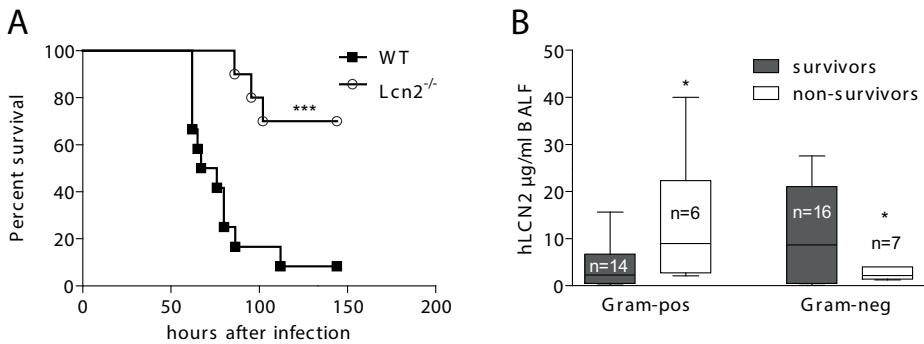 A
100
80
60
40
20
0
Percent survival
0 50 100 150 200
hours after infection
WT
Lcn2-/-
***
B
50
40
30
20
10
0
hLCN2 µg/ml B ALF
survivors
non-survivors
*
n=14
n=6
n=16
*
n=7
Gram-pos Gram-neg